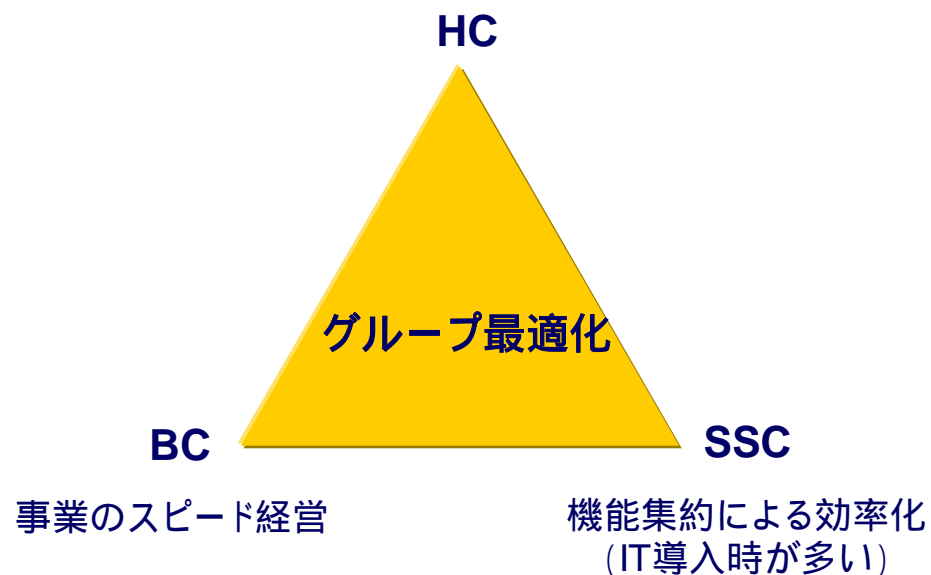 HC
グループ最適化
BC
SSC
事業のスピード経営
機能集約による効率化
(IT導入時が多い)